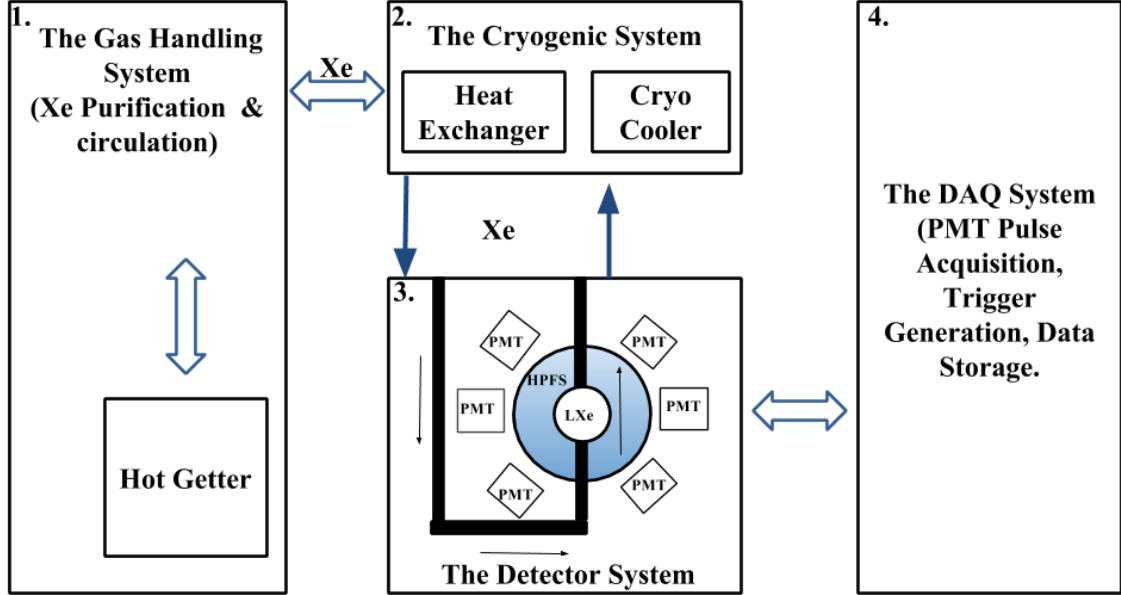 1.
The Gas Handling
System
(Xe Purification &
circulation)
Hot Getter
Xe
2.
The Cryogenic System
Heat
Exchanger
Cryo
Cooler
Xe
3.
PMT
PMT
HPFS
PMT
LXe
PMT
PMT
PMT
The Detector System
4.
The DAQ System
(PMT Pulse
Acquisition,
Trigger
Generation, Data
Storage.